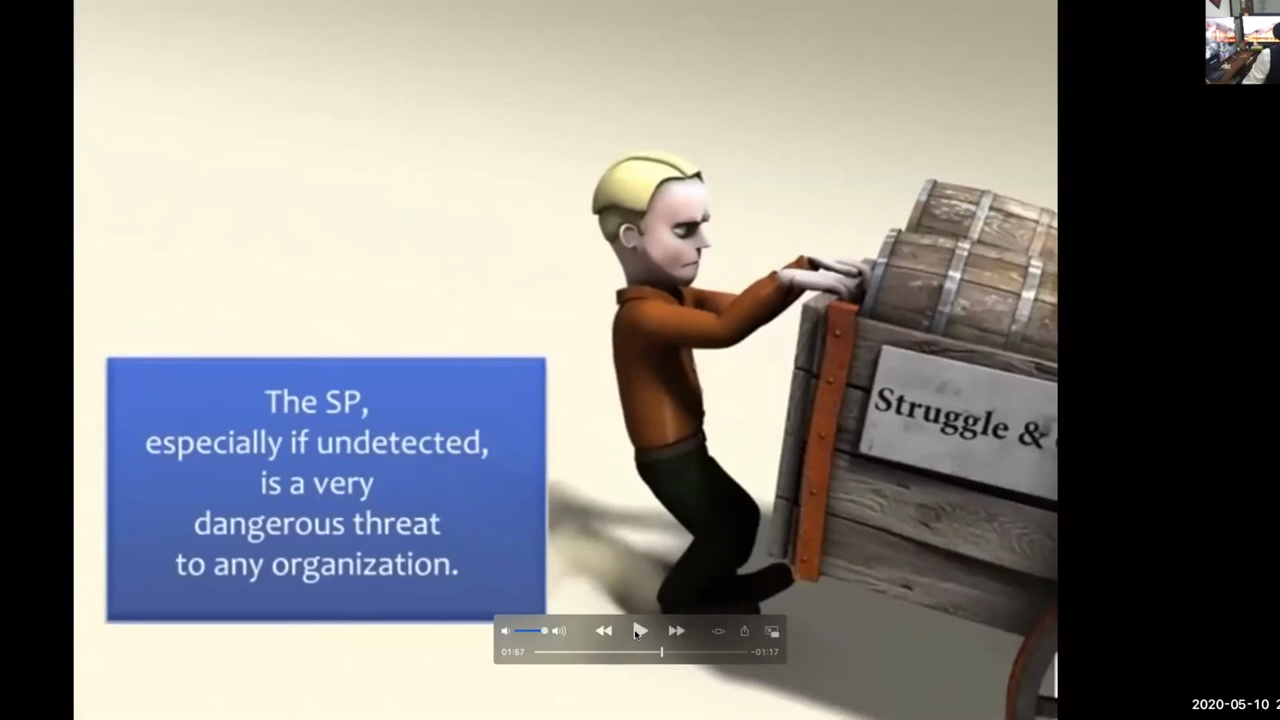 The SP,
especially if undetected,
is a very
dangerous threat
to any organization.
Struggle &
01:57
-01:17
2020-05-10